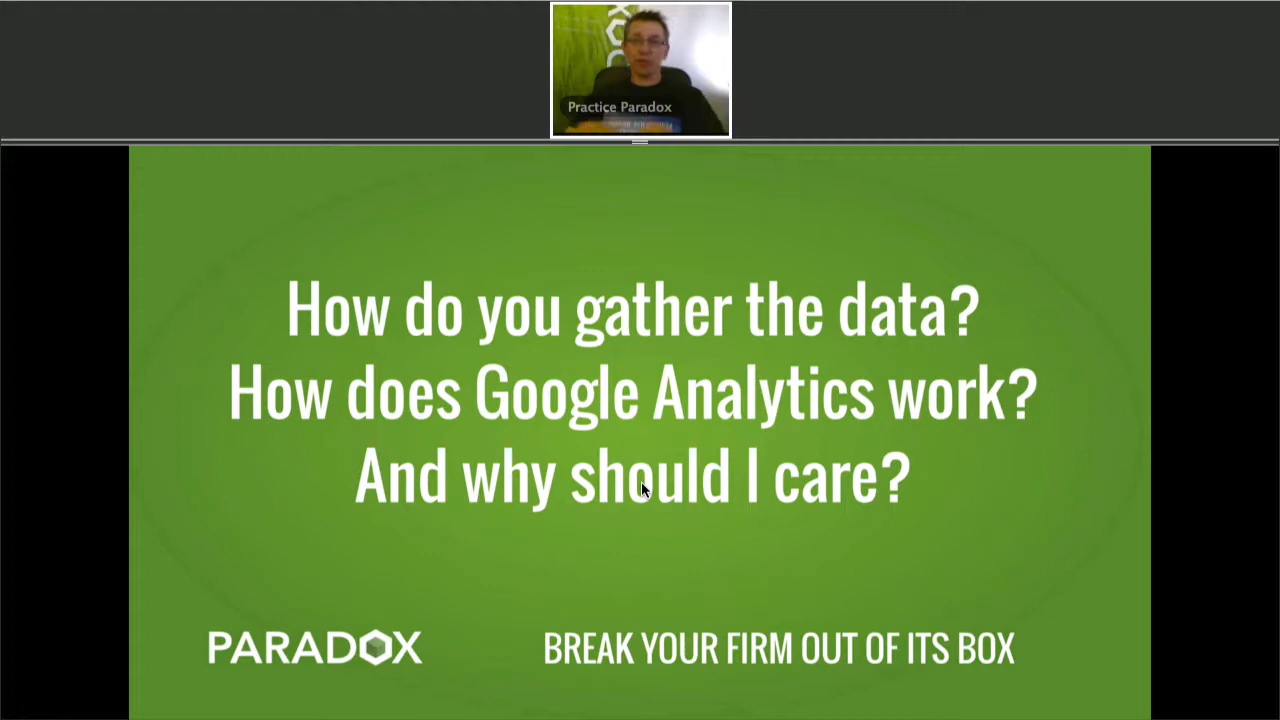 Practice Paradox
How do you gather the data?
How does Google Analytics work?
And why should I care?
PARADOX
BREAK YOUR FIRM OUT OF ITS BOX